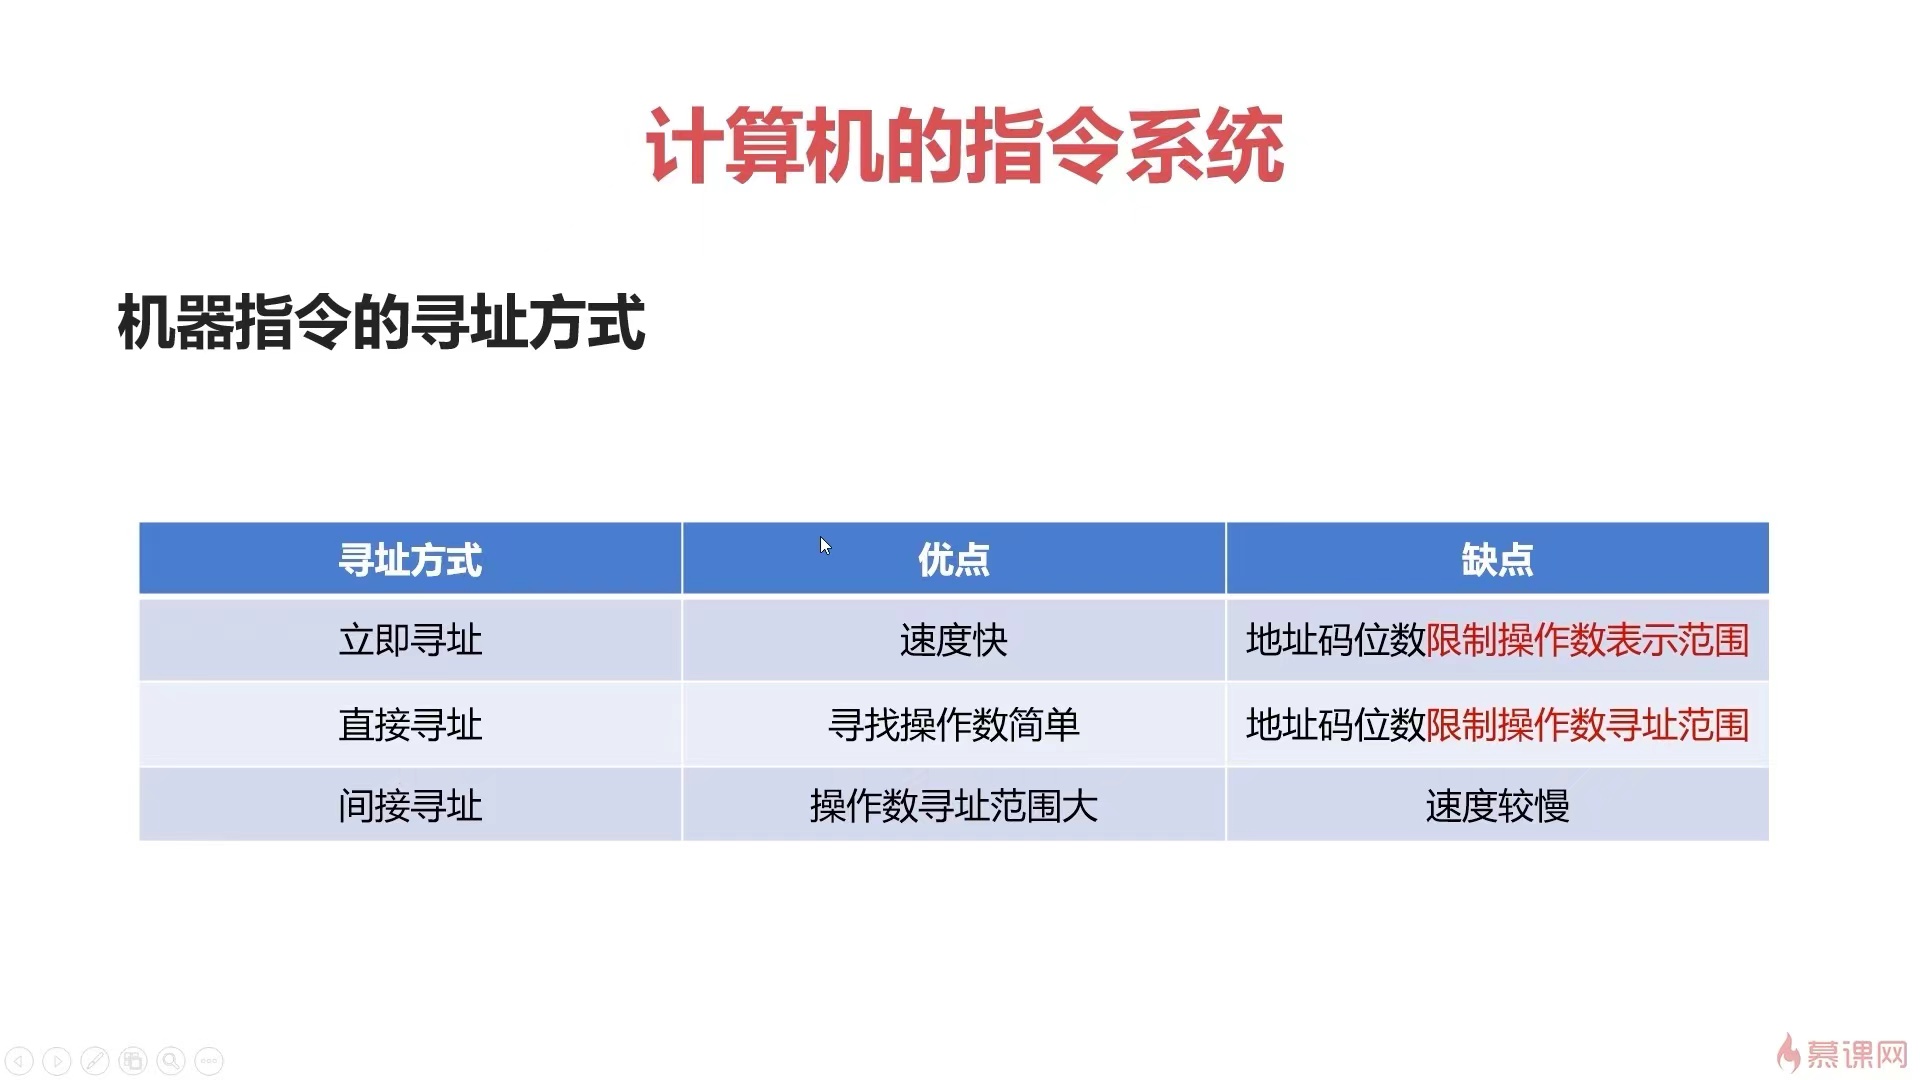 计算机的指令系统
机器指令的寻址方式
寻址方式 优点 缺点
立即寻址 速度快 地址码位数限制操作数表示范围
直接寻址 寻找操作数简单 地址码位数限制操作数寻址范围
间接寻址 操作数寻址范围大 速度较慢
慕课网